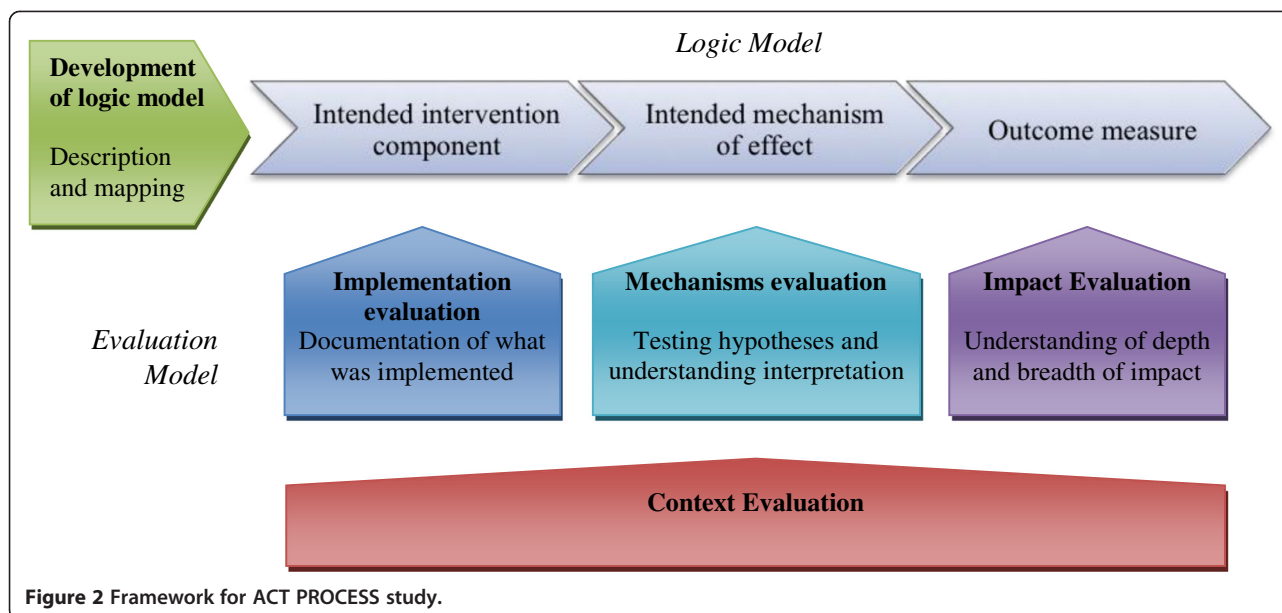 Logic Model
Development
of logic model
Description
and mapping
Intended intervention
component
Intended mechanism
of effect
Outcome measure
Evaluation
Model
Implementation
evaluation
Documentation of what
was implemented
Mechanisms evaluation
Testing hypotheses and
understanding interpretation
Impact Evaluation
Understanding of depth
and breadth of impact
Context Evaluation
Figure 2 Framework for ACT PROCESS study.